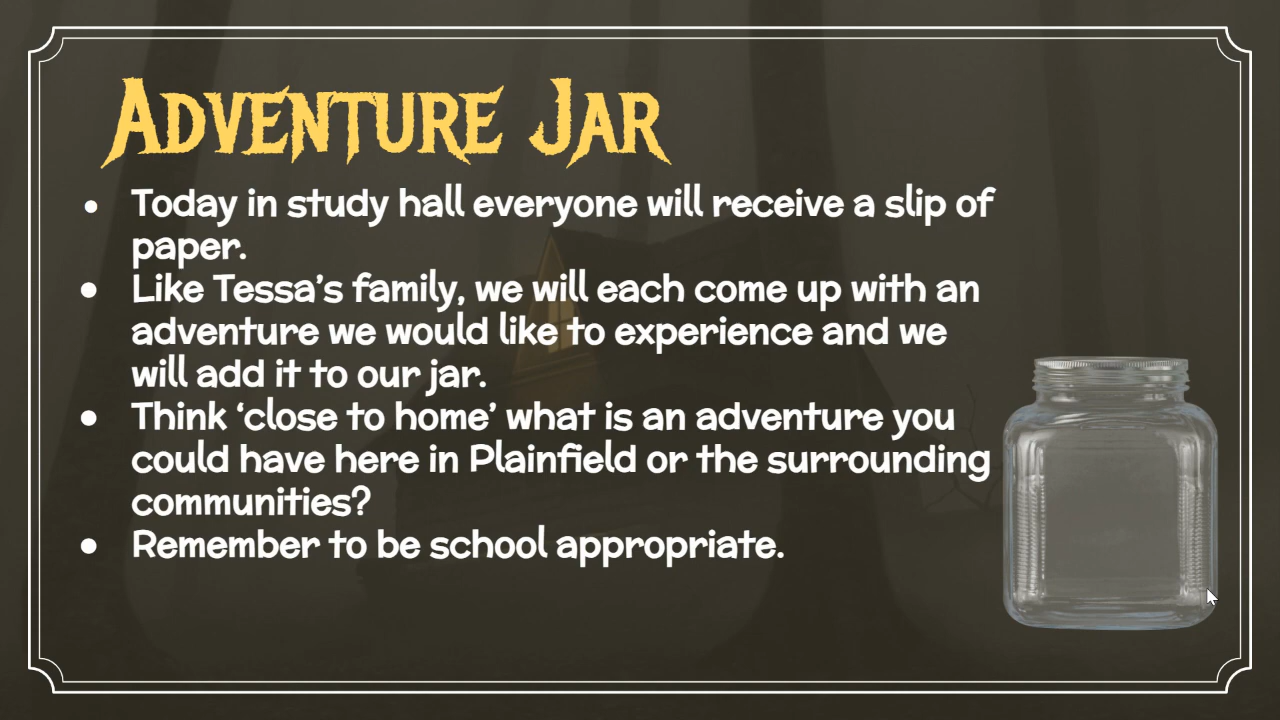 Adventure Jar
● Today in study hall everyone will receive a slip of
paper.
● Like Tessa’s family, we will each come up with an
adventure we would like to experience and we
will add it to our jar.
● Think ‘close to home’ what is an adventure you
could have here in Plainfield or the surrounding
communities?
● Remember to be school appropriate.